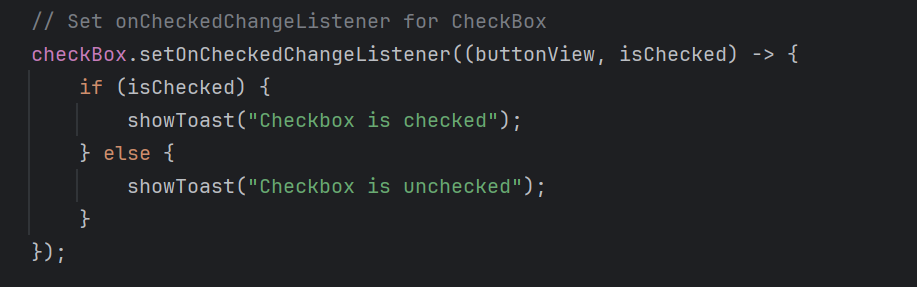 // Set onCheckedChangeListener for CheckBox
checkBox.setOnCheckedChangeListener((buttonView, isChecked) -> {
    if (isChecked) {
        showToast("Checkbox is checked");
    } else {
        showToast("Checkbox is unchecked");
    }
});